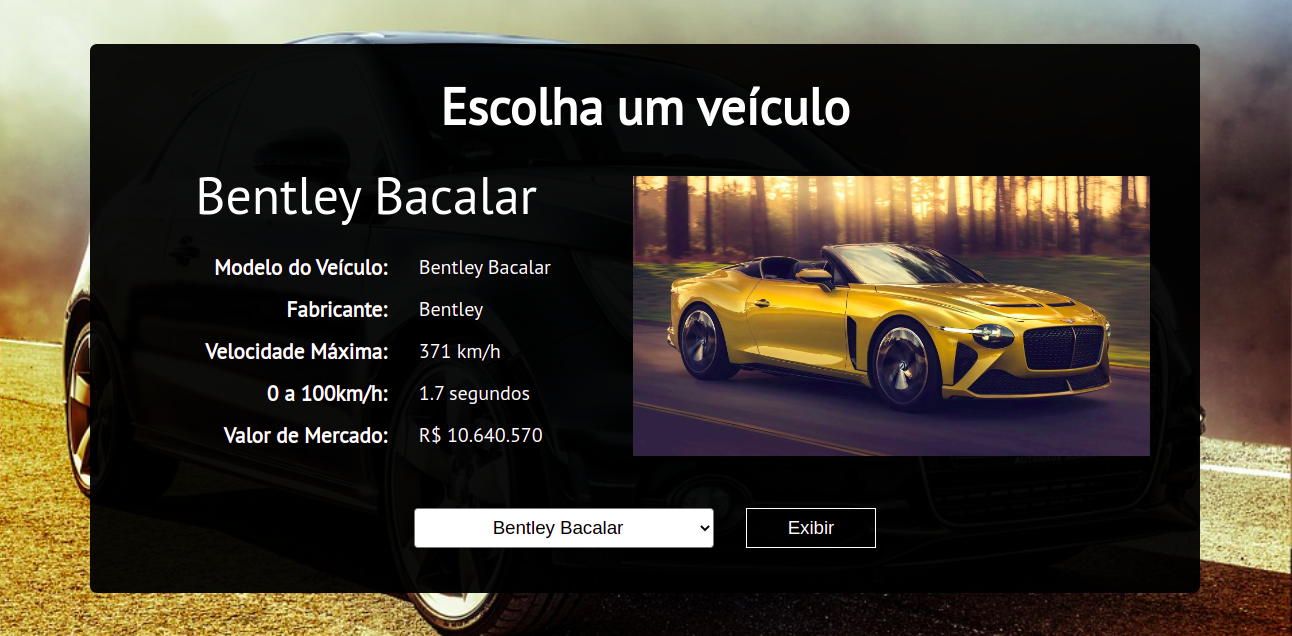 Escolha um veículo
Bentley Bacalar
Modelo do Veículo: Bentley Bacalar
Fabricante: Bentley
Velocidade Máxima: 371 km/h
0 a 100km/h: 1.7 segundos
Valor de Mercado: R$ 10.640.570
Bentley Bacalar
Exibir